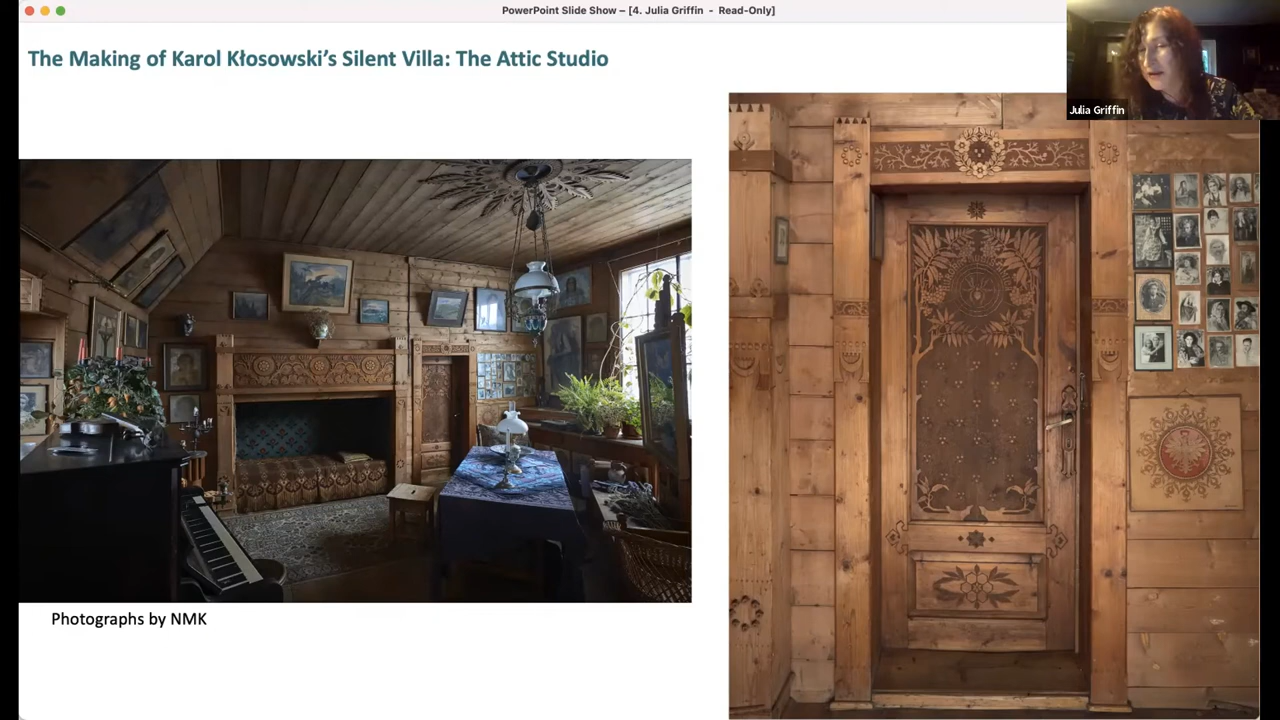 PowerPoint Slide Show – [4. Julia Griffin - Read-Only]
The Making of Karol Kłosowski's Silent Villa: The Attic Studio
Julia Griffin
Photographs by NMK